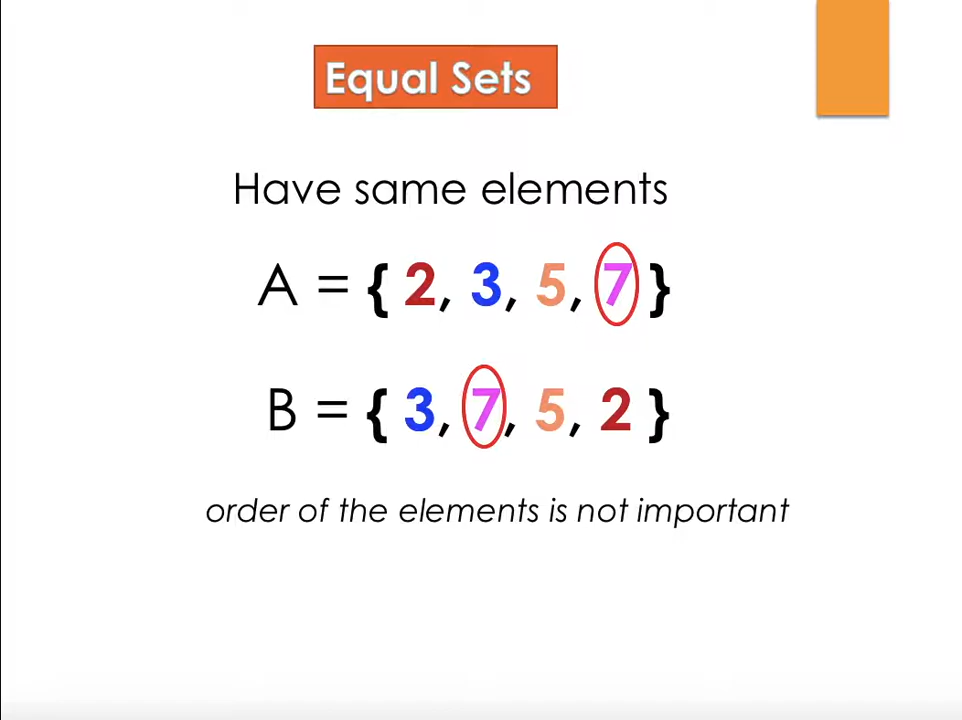 Equal Sets
Have same elements
A = { 2, 3, 5, 7 }
B = { 3, 7, 5, 2 }
order of the elements is not important